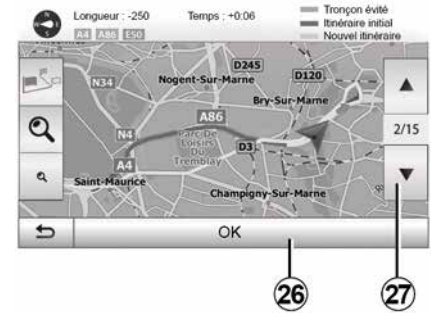 Longueur : -250 Temps : +0:06
Tronçon évité
Itinéraire initial
Nouvel itinéraire
A4 A86 E50
D245
N34
Nogent-Sur-Marne
D120
Bry-Sur-Marne
A86
2/15
N4
Parc De
Loisirs
Du
Tremblay
D3
A4
Saint-Maurice
Champigny-Sur-Marne
OK
26 27